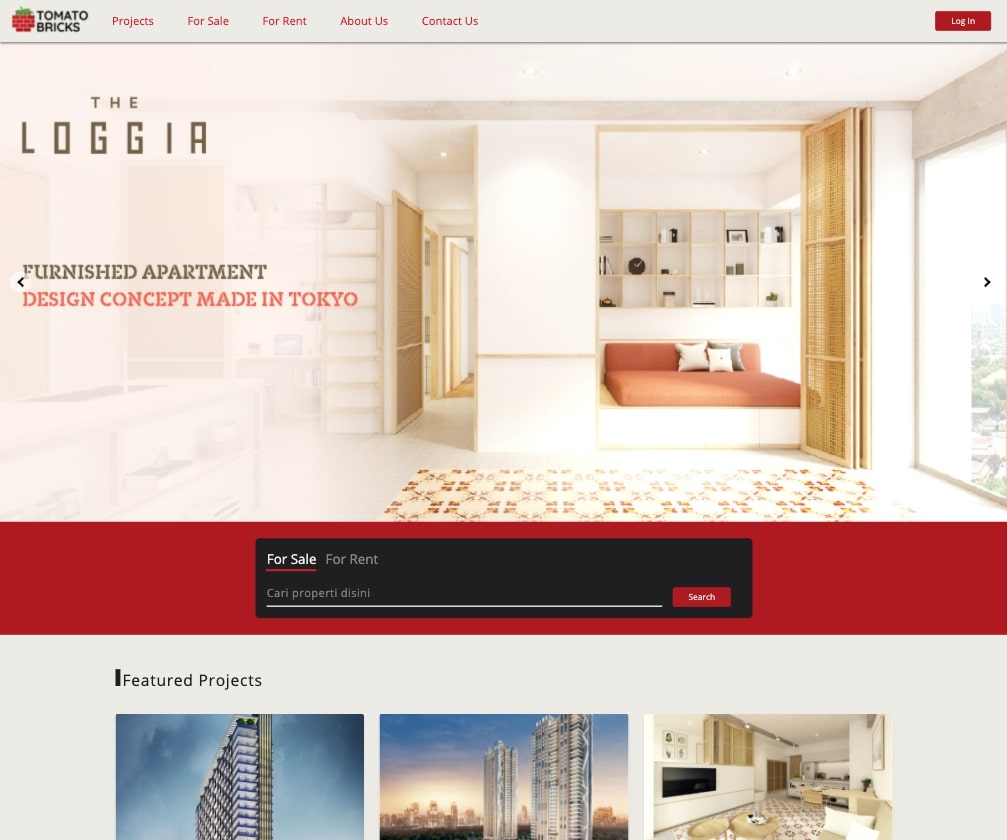 TOMATO
BRICKS
Projects
For Sale
For Rent
About Us
Contact Us
Log In
THE
LOGGIA
FURNISHED APARTMENT
DESIGN CONCEPT MADE IN TOKYO
For Sale
For Rent
Cari properti disini
Search
Featured Projects